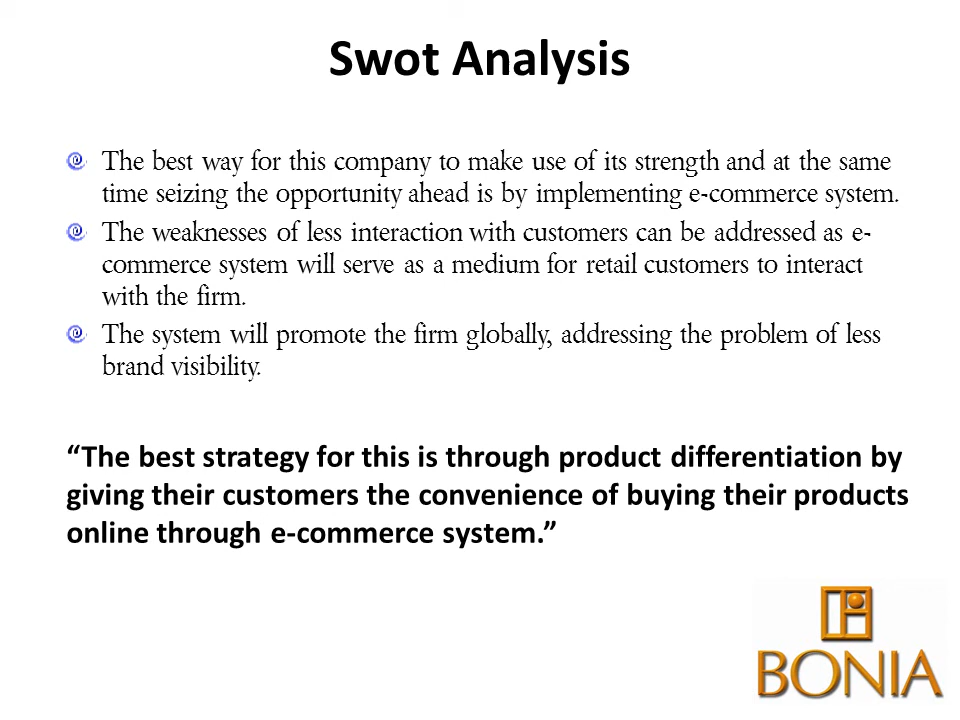 Swot Analysis
The best way for this company to make use of its strength and at the same
time seizing the opportunity ahead is by implementing e-commerce system.
The weaknesses of less interaction with customers can be addressed as e-
commerce system will serve as a medium for retail customers to interact
with the firm.
The system will promote the firm globally, addressing the problem of less
brand visibility.
“The best strategy for this is through product differentiation by
giving their customers the convenience of buying their products
online through e-commerce system.”
BONIA